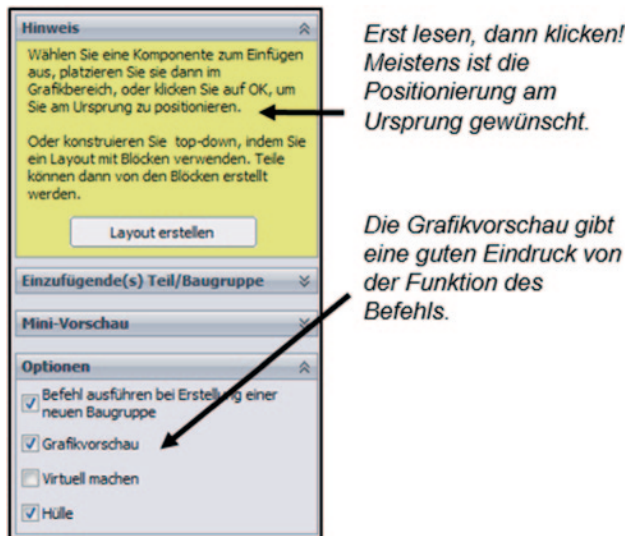 Hinweis
Wählen Sie eine Komponente zum Einfügen
aus, platzieren Sie sie dann im
Grafikbereich, oder klicken Sie auf OK, um
Sie am Ursprung zu positionieren.
Oder konstruieren Sie top-down, indem Sie
ein Layout mit Blöcken verwenden. Teile
können dann von den Blöcken erstellt
werden.
Layout erstellen
Einzufügende(s) Teil/Baugruppe
Mini-Vorschau
Optionen
Befehl ausführen bei Erstellung einer
neuen Baugruppe
Grafikvorschau
Virtuell machen
Hülle
Erst lesen, dann klicken!
Meistens ist die
Positionierung am
Ursprung gewünscht.
Die Grafikvorschau gibt
eine guten Eindruck von
der Funktion des
Befehls.